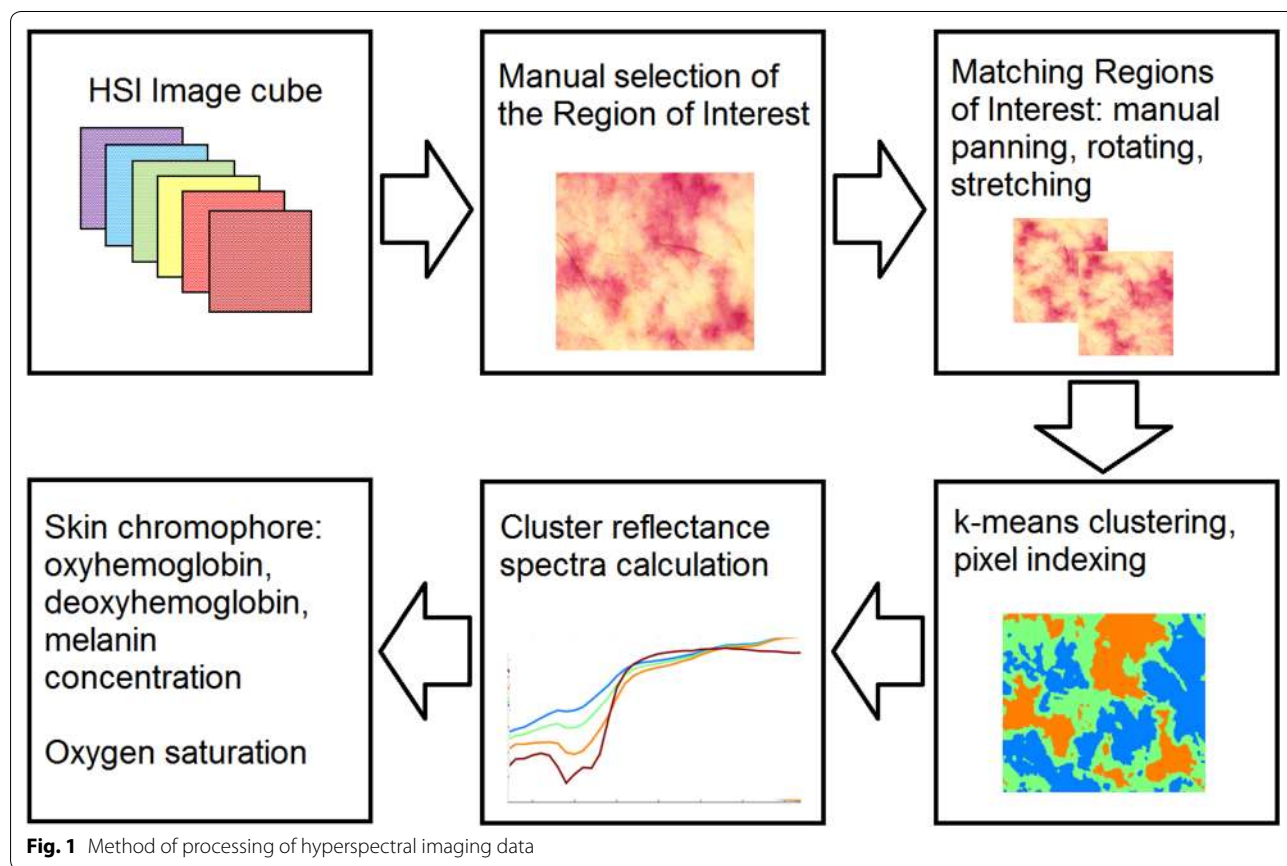 HSI Image cube
Manual selection of
the Region of Interest
Matching Regions
of Interest: manual
panning, rotating,
stretching
k-means clustering,
pixel indexing
Cluster reflectance
spectra calculation
Skin chromophore:
oxyhemoglobin,
deoxyhemoglobin,
melanin
concentration
Oxygen saturation
Fig. 1 Method of processing of hyperspectral imaging data